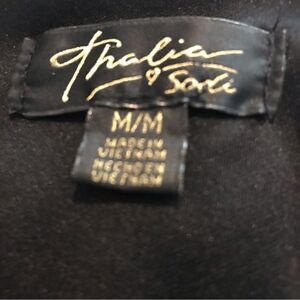 Thalia
Sodi
M/M
MADE IN
VIETNAM
HECHO EN
VIETNAM